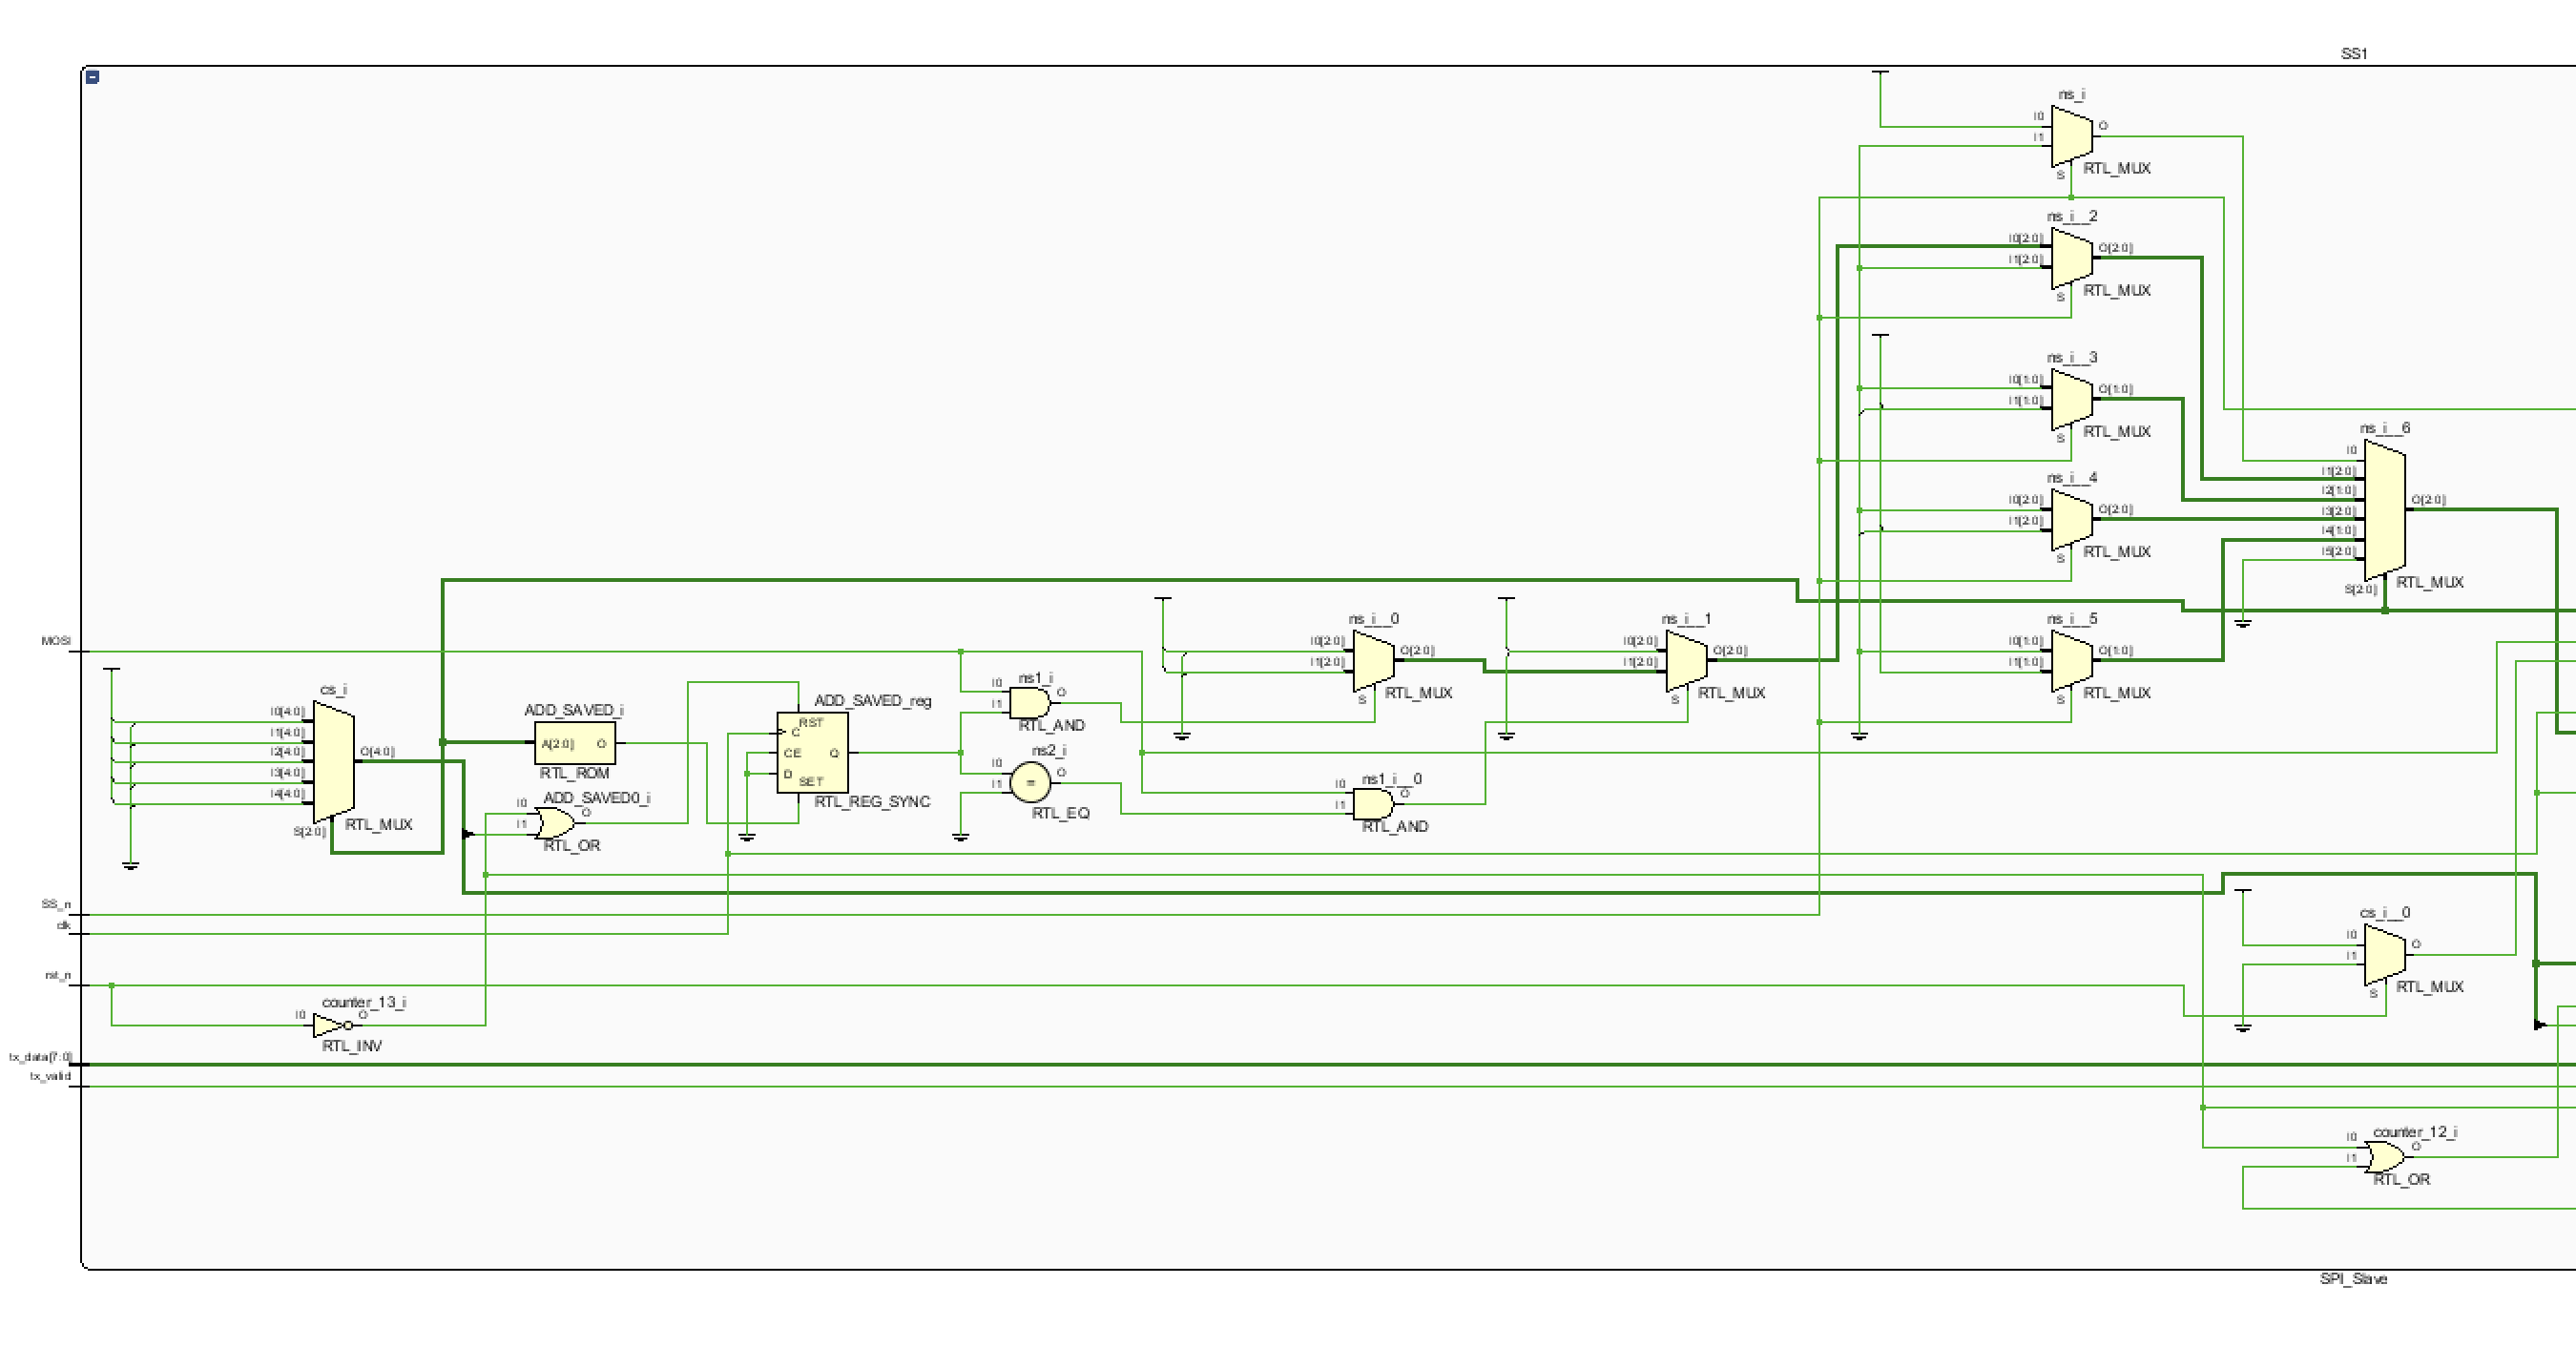 SS1
ns_i
I0
I1
O
S
RTL_MUX
ns_i__2
I0[2:0]
I1[2:0]
O[2:0]
S
RTL_MUX
ns_i__3
I0[1:0]
I1[1:0]
O[1:0]
S
RTL_MUX
ns_i__4
I0[2:0]
I1[2:0]
O[2:0]
S
RTL_MUX
ns_i__5
I0[1:0]
I1[1:0]
O[1:0]
S
RTL_MUX
ns_i__6
I0
I1[2:0]
I2[1:0]
I3[2:0]
I4[1:0]
I5[2:0]
O[2:0]
S[2:0]
RTL_MUX
MOSI
cs_i
I0[4:0]
I1[4:0]
I2[4:0]
I3[4:0]
I4[4:0]
O[4:0]
S[2:0]
RTL_MUX
ADD_SAVED_i
A[2:0]
O
RTL_ROM
ADD_SAVED0_i
I0
I1
O
RTL_OR
ADD_SAVED_reg
RST
C
CE
D
SET
Q
RTL_REG_SYNC
ns1_i
I0
I1
O
RTL_AND
ns2_i
I0
I1
=
O
RTL_EQ
ns_i__0
I0[2:0]
I1[2:0]
O[2:0]
S
RTL_MUX
ns1_i__0
I0
I1
O
RTL_AND
ns_i__1
I0[2:0]
I1[2:0]
O[2:0]
S
RTL_MUX
SS_n
clk
rst_n
counter_13_i
I0
O
RTL_INV
tx_data[7:0]
tx_valid
cs_i__0
I0
I1
O
S
RTL_MUX
counter_12_i
I0
I1
O
RTL_OR
SPI_Slave